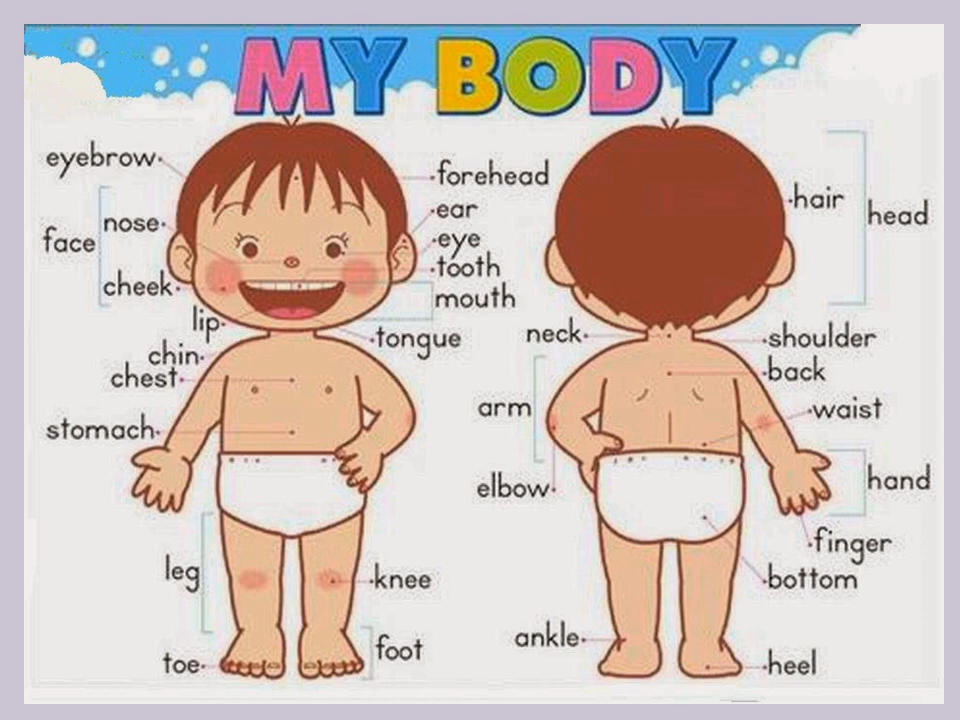 MY BODY
eyebrow
forehead
nose
ear
face
eye
cheek
tooth
mouth
lip
tongue
chin
chest
stomach
leg
knee
toe
foot
hair
head
neck
shoulder
back
arm
waist
elbow
hand
finger
bottom
ankle
heel